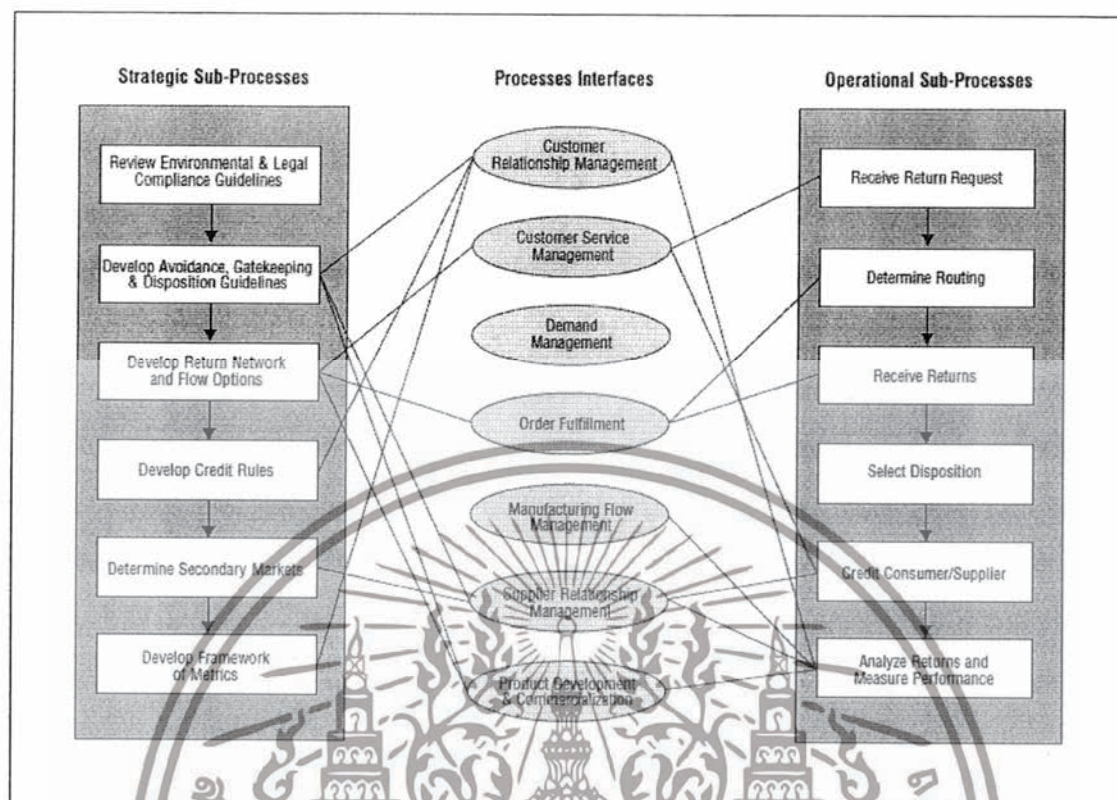 Strategic Sub-Processes
Review Environmental & Legal
Compliance Guidelines
Develop Avoidance, Gatekeeping
& Disposition Guidelines
Develop Return Network
and Flow Options
Develop Credit Rules
Determine Secondary Markets
Develop Framework
of Metrics
Processes Interfaces
Customer
Relationship Management
Customer Service
Management
Demand
Management
Order Fulfillment
Manufacturing Flow
Management
Supplier Relationship
Management
Product Development
& Commercialization
Operational Sub-Processes
Receive Return Request
Determine Routing
Receive Returns
Select Disposition
Credit Consumer/Supplier
Analyze Returns and
Measure Performance